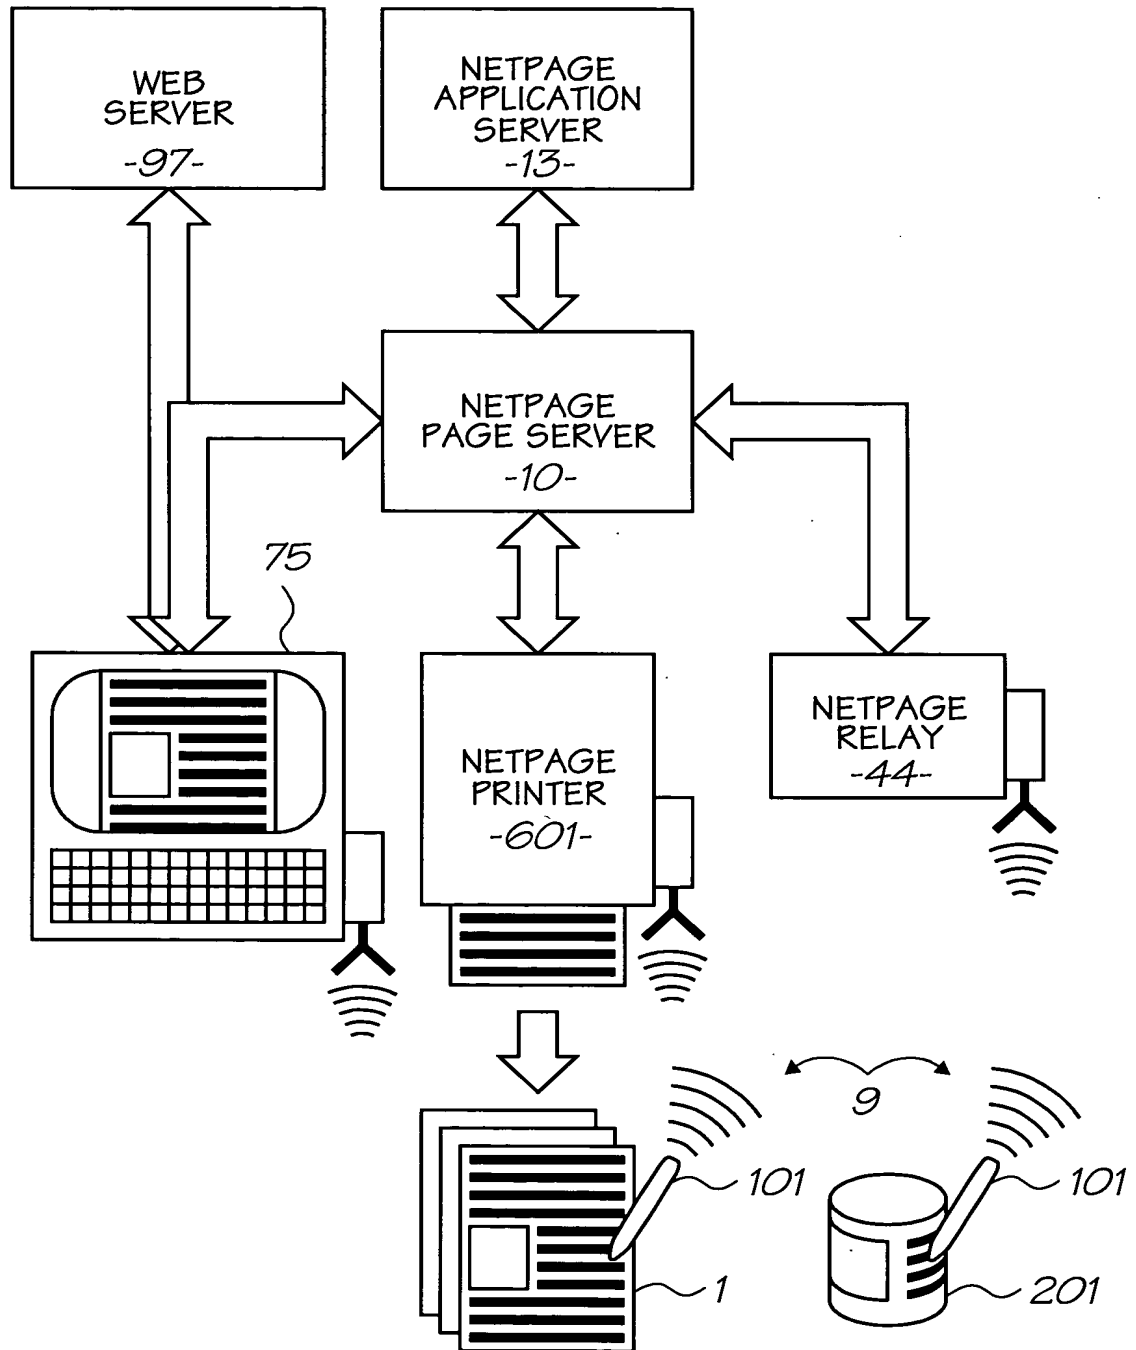 WEB
SERVER
-97-
NETPAGE
APPLICATION
SERVER
-13-
NETPAGE
PAGE SERVER
-10-
75
NETPAGE
PRINTER
-601-
NETPAGE
RELAY
-44-
9
101
101
1
201